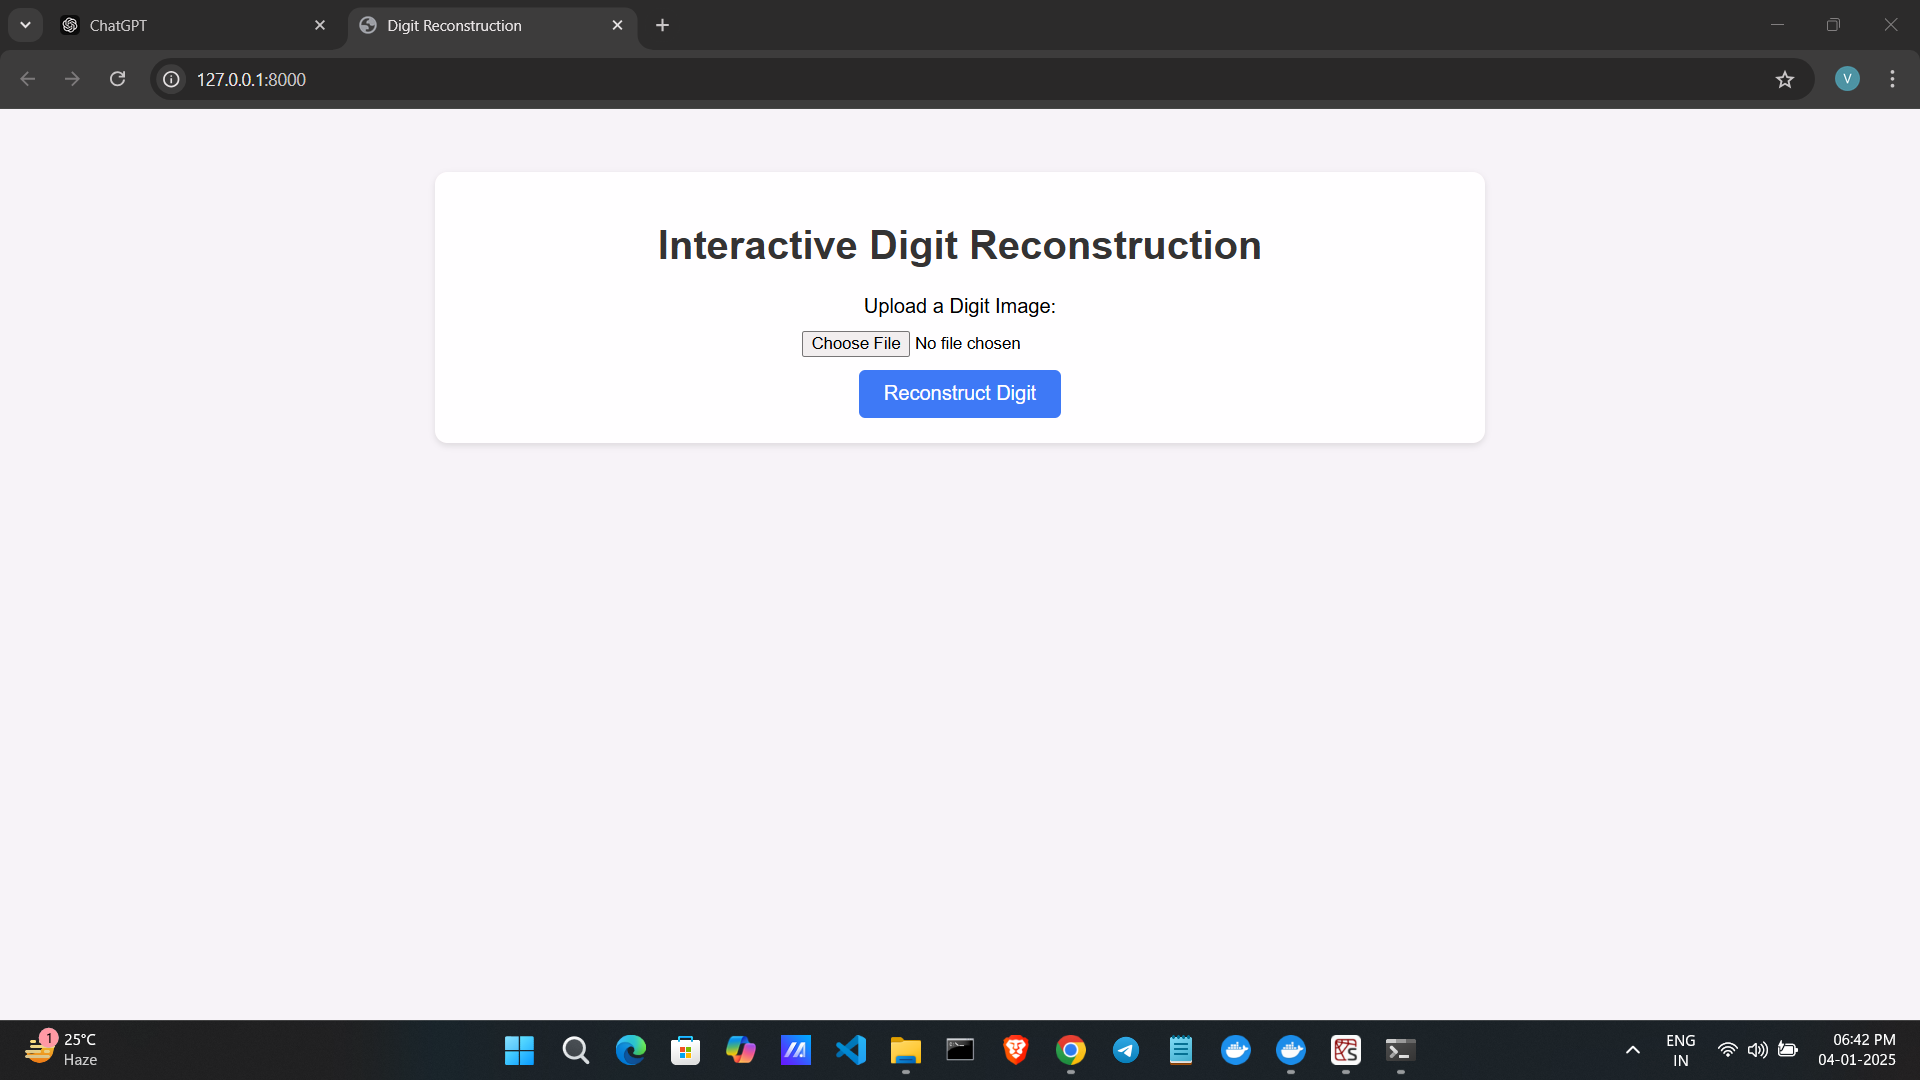 ChatGPT
Digit Reconstruction
127.0.0.1:8000
V
Interactive Digit Reconstruction
Upload a Digit Image:
Choose File No file chosen
Reconstruct Digit
1
25°C
Haze
ENG
IN
06:42 PM
04-01-2025